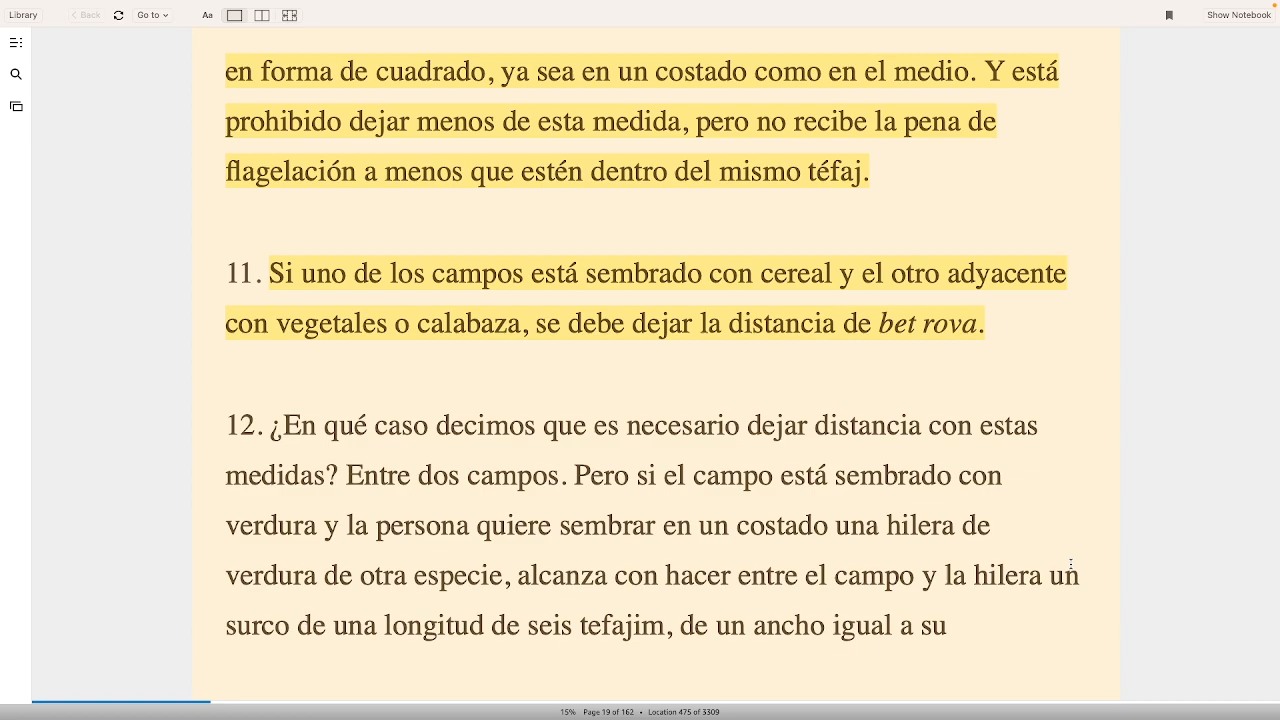 Library
Back
Go to
Aa
Show Notebook
en forma de cuadrado, ya sea en un costado como en el medio. Y está
prohibido dejar menos de esta medida, pero no recibe la pena de
flagelación a menos que estén dentro del mismo téfaj.
11. Si uno de los campos está sembrado con cereal y el otro adyacente
con vegetales o calabaza, se debe dejar la distancia de bet rova.
12. ¿En qué caso decimos que es necesario dejar distancia con estas
medidas? Entre dos campos. Pero si el campo está sembrado con
verdura y la persona quiere sembrar en un costado una hilera de
verdura de otra especie, alcanza con hacer entre el campo y la hilera un
surco de una longitud de seis tefajim, de un ancho igual a su
15% Page 19 of 162 • Location 475 of 3309